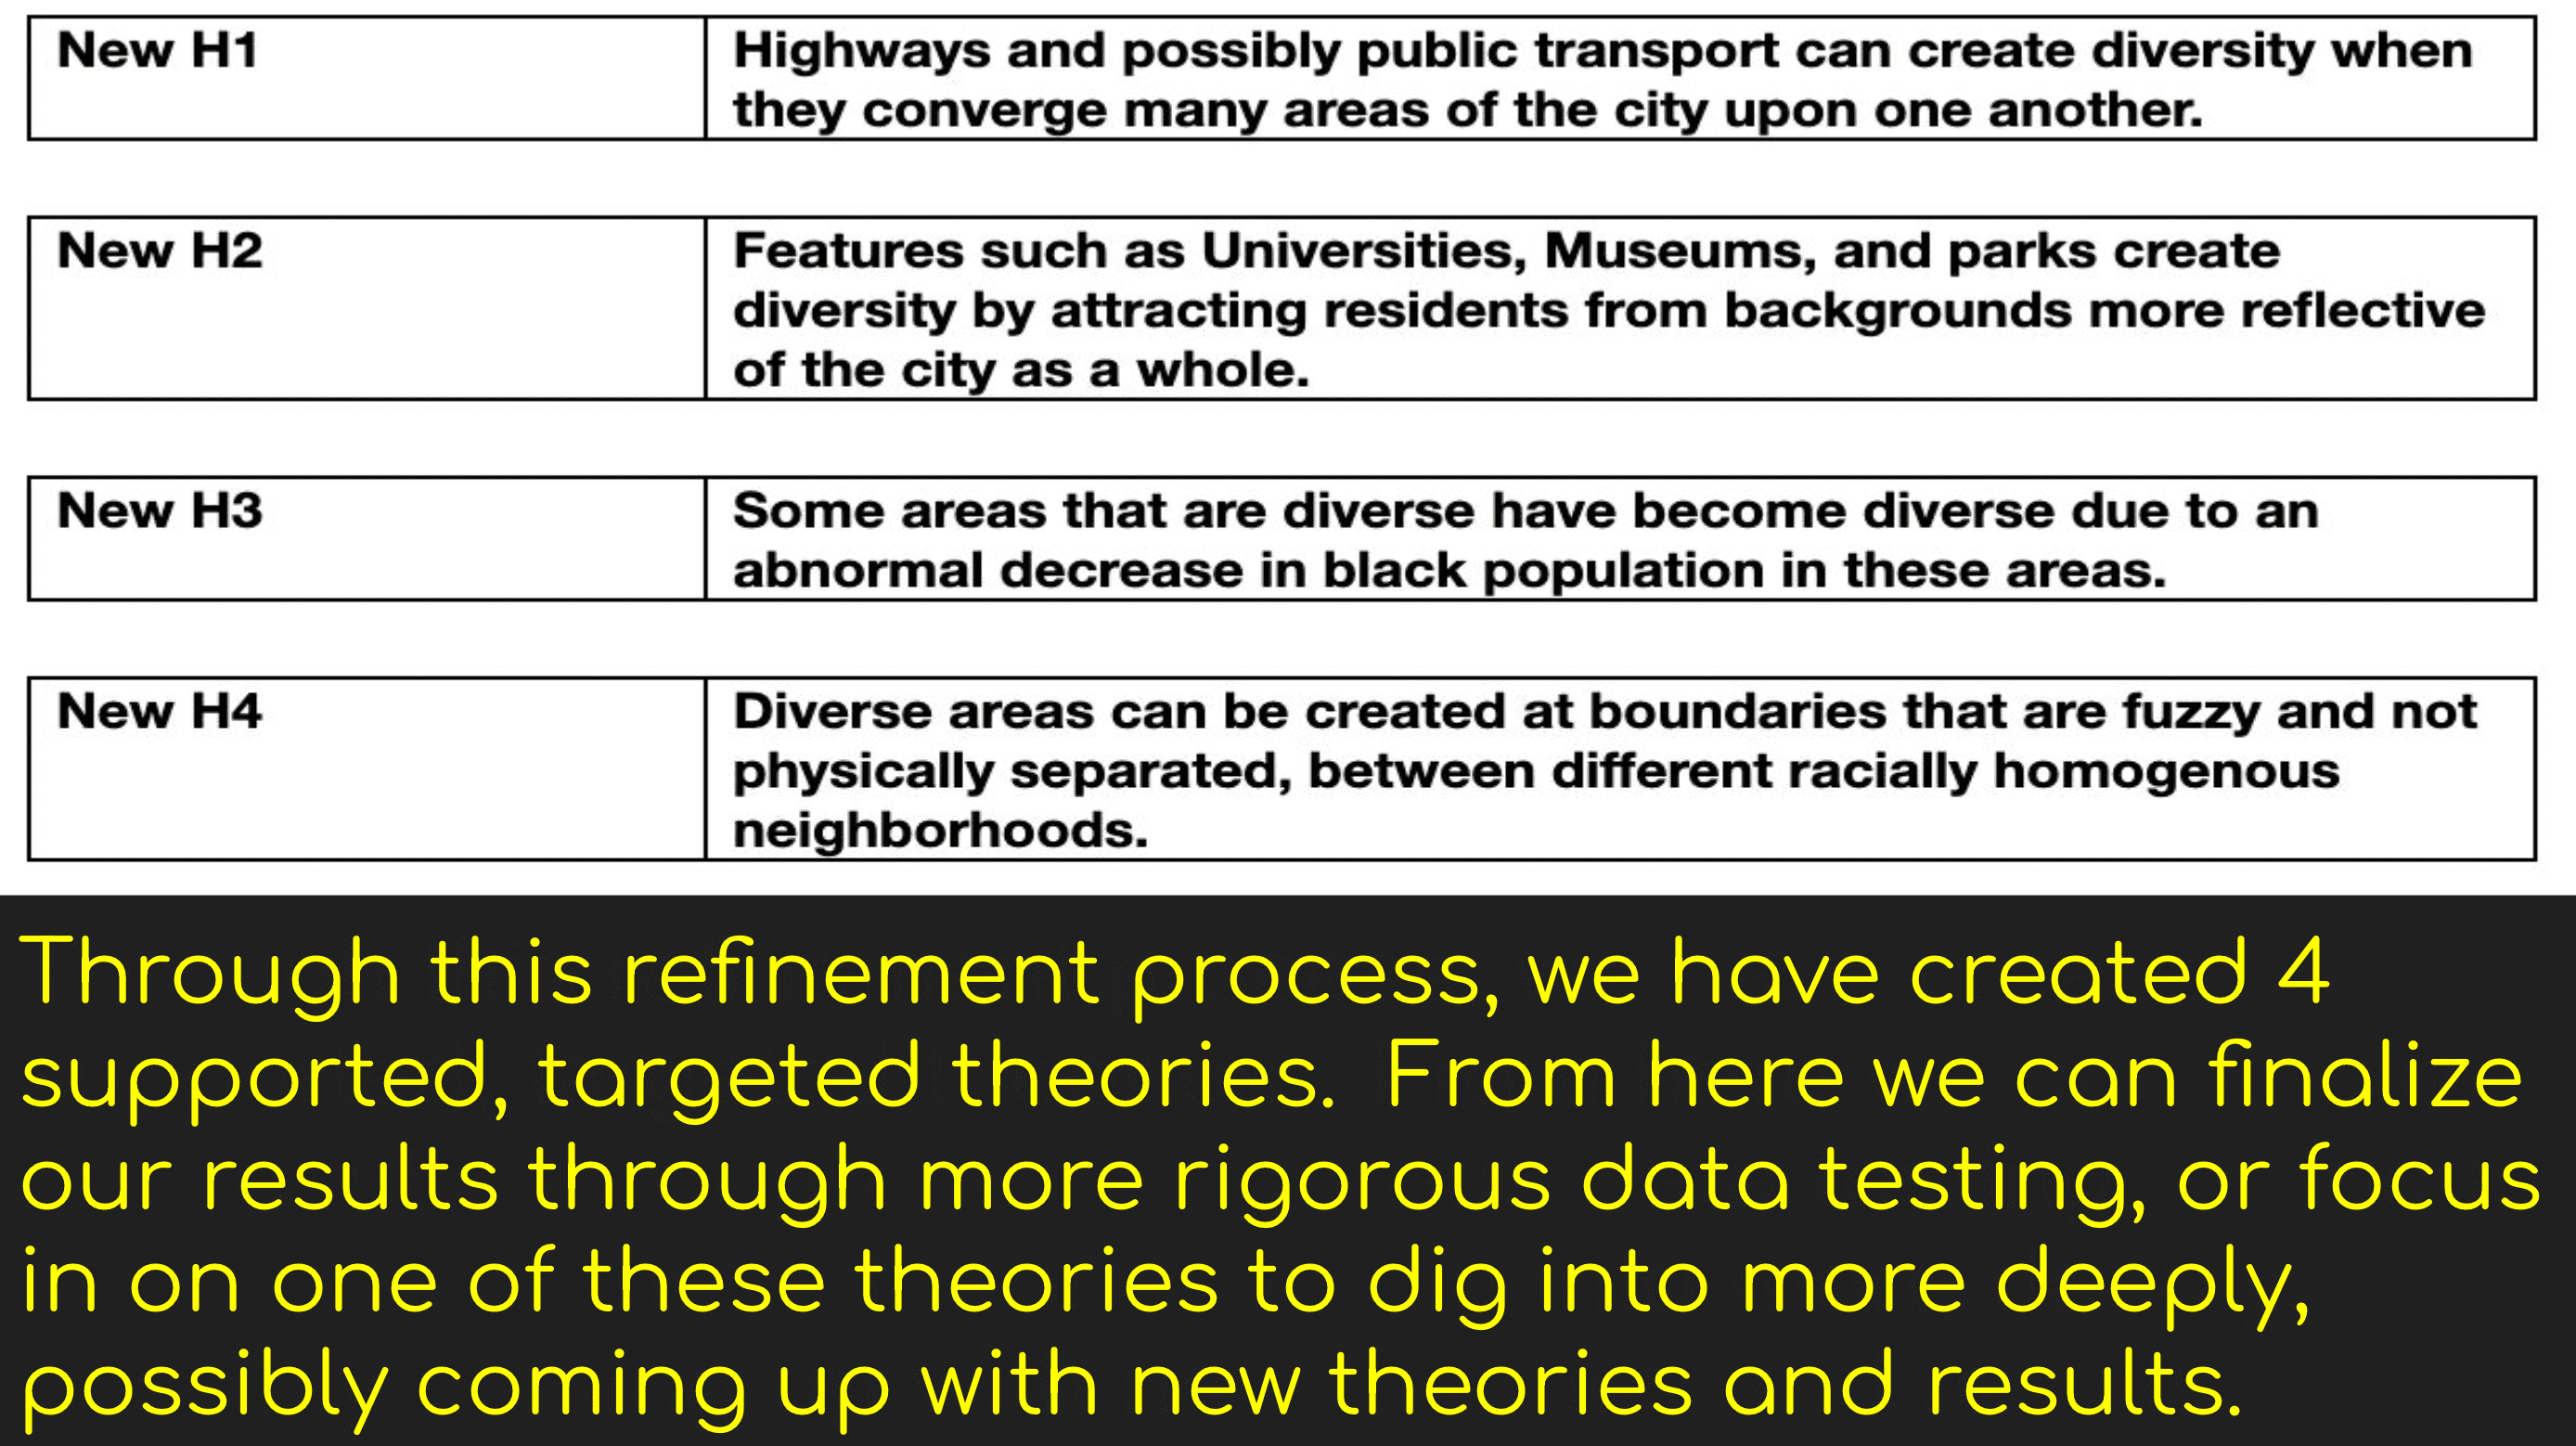 New H1
Highways and possibly public transport can create diversity when
they converge many areas of the city upon one another.
New H2
Features such as Universities, Museums, and parks create
diversity by attracting residents from backgrounds more reflective
of the city as a whole.
New H3
Some areas that are diverse have become diverse due to an
abnormal decrease in black population in these areas.
New H4
Diverse areas can be created at boundaries that are fuzzy and not
physically separated, between different racially homogenous
neighborhoods.
Through this refinement process, we have created 4
supported, targeted theories.  From here we can finalize
our results through more rigorous data testing, or focus
in on one of these theories to dig into more deeply,
possibly coming up with new theories and results.